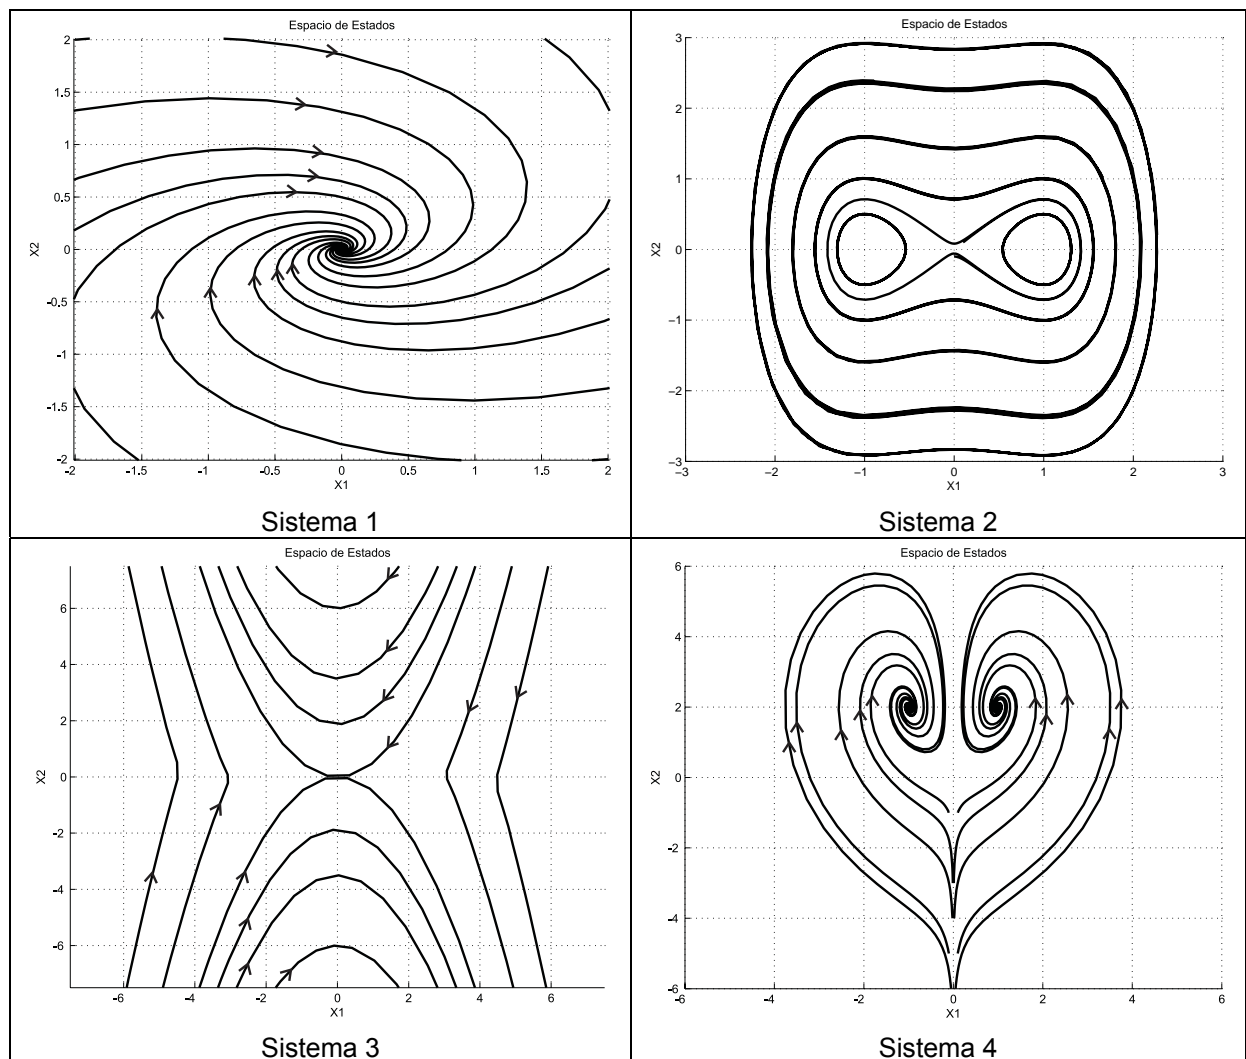 Espacio de Estados
2
1.5
1
0.5
0
-0.5
-1
-1.5
-2
X2
-2 -1.5 -1 -0.5 0 0.5 1 1.5 2
X1
Sistema 1
Espacio de Estados
3
2
1
0
−1
−2
−3
X2
−3 −2 −1 0 1 2 3
X1
Sistema 2
Espacio de Estados
6
4
2
0
-2
-4
-6
X2
-6 -4 -2 0 2 4 6
X1
Sistema 3
Espacio de Estados
6
4
2
0
-2
-4
-6
X2
-6 -4 -2 0 2 4 6
X1
Sistema 4